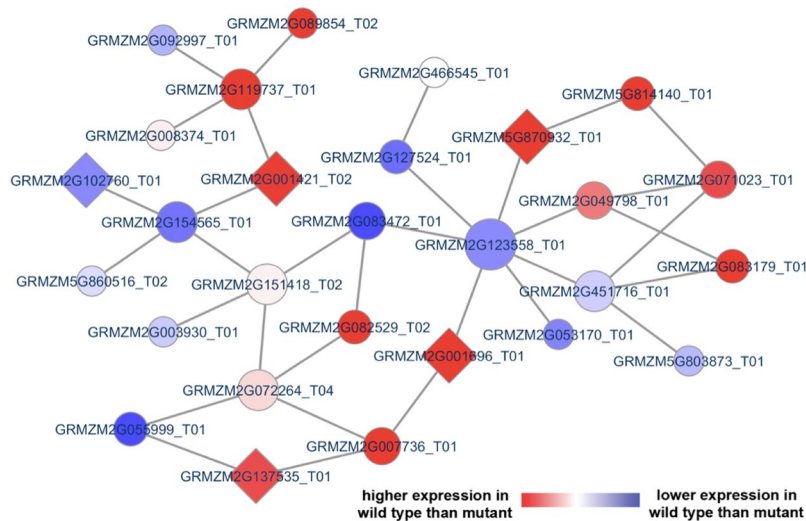 GRMZM2G089854_T02
GRMZM2G092997_T01
GRMZM2G466545_T01
GRMZM2G119737_T01
GRMZM5G814140_T01
GRMZM2G008374_T01
GRMZM5G870932_T01
GRMZM2G127524_T01
GRMZM2G102760_T01
GRMZM2G001421_T02
GRMZM2G071023_T01
GRMZM2G049798_T01
GRMZM2G154565_T01
GRMZM2G083472_T01
GRMZM2G123558_T01
GRMZM2G083179_T01
GRMZM5G860516_T02
GRMZM2G151418_T02
GRMZM2G451716_T01
GRMZM2G003930_T01
GRMZM2G082529_T02
GRMZM2G053170_T01
GRMZM2G001696_T01
GRMZM5G803873_T01
GRMZM2G072264_T04
GRMZM2G055999_T01
GRMZM2G007736_T01
GRMZM2G137535_T01
higher expression in
wild type than mutant
lower expression in
wild type than mutant